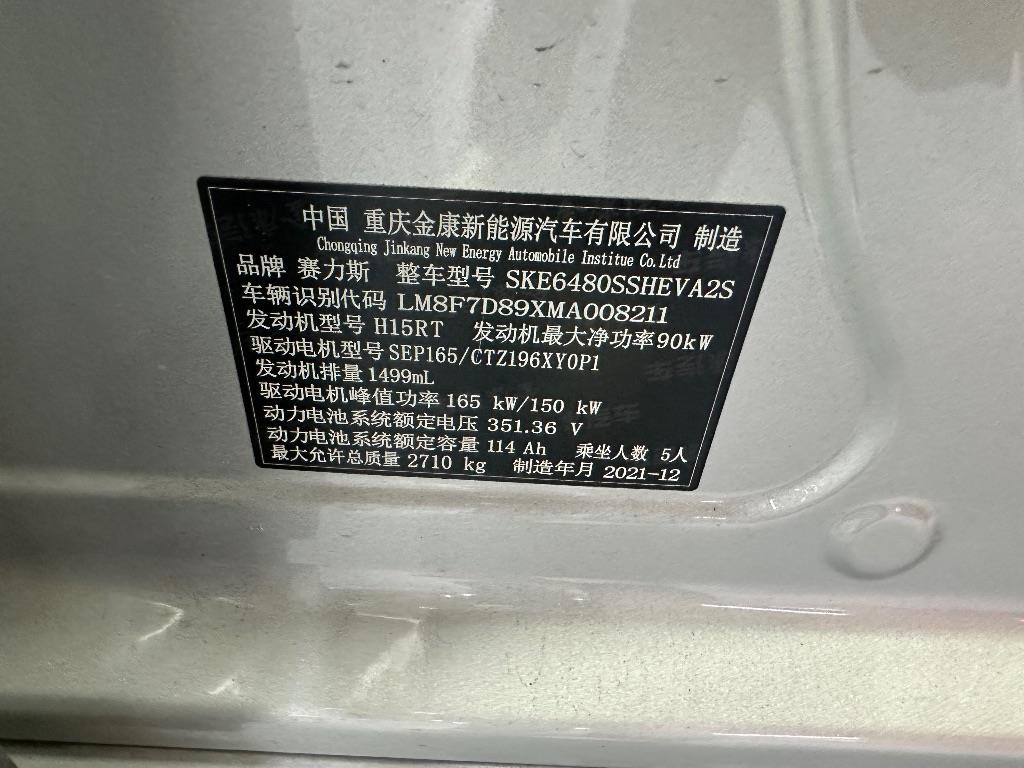 中国 重庆金康新能源汽车有限公司 制造
Chongqing Jinkang New Energy Automobile Institue Co.Ltd
品牌 赛力斯 整车型号 SKE6480SSHEVA2S
车辆识别代码 LM8F7D89XMA008211
发动机型号 H15RT 发动机最大净功率90kW
驱动电机型号 SEP165/CTZ196XY0P1
发动机排量 1499mL
驱动电机峰值功率 165 kW/150 kW
动力电池系统额定电压 351.36 V
动力电池系统额定容量 114 Ah 乘坐人数 5人
最大允许总质量 2710 kg 制造年月 2021-12